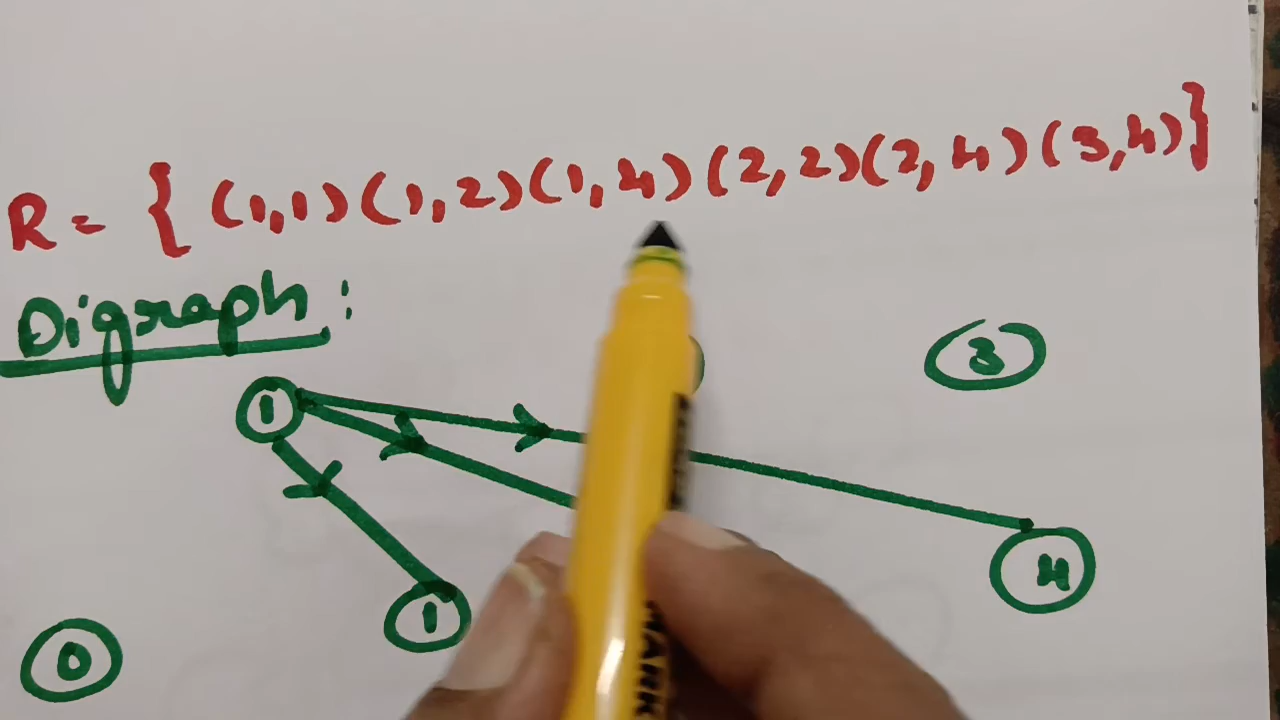 R = { (1,1)(1,2)(1,4)(2,2)(2,4)(3,4)}
Digraph:
3
1
4
1
0